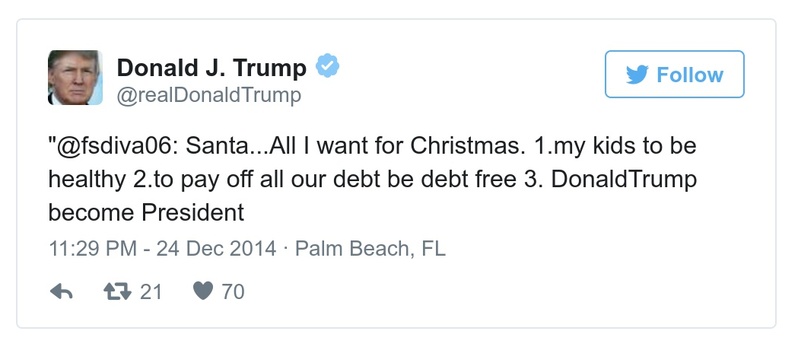 Donald J. Trump
@realDonaldTrump
Follow
"@fsdiva06: Santa...All I want for Christmas. 1.my kids to be
healthy 2.to pay off all our debt be debt free 3. DonaldTrump
become President
11:29 PM - 24 Dec 2014 · Palm Beach, FL
21 70